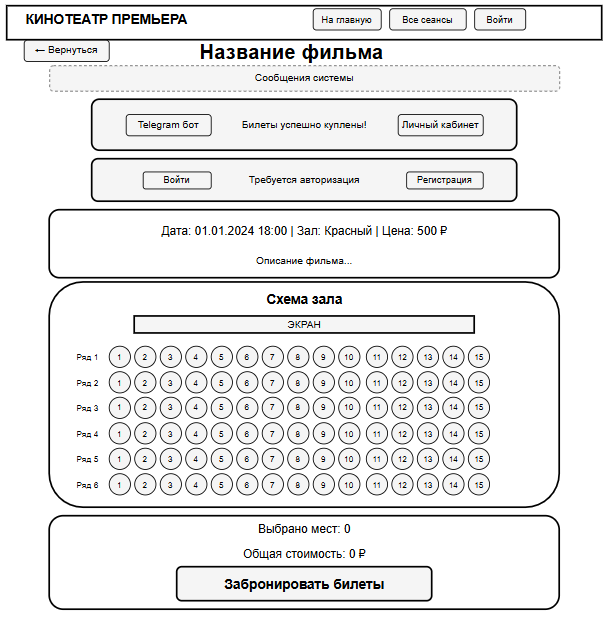 КИНОТЕАТР ПРЕМЬЕРА На главную Все сеансы Войти
← Вернуться Название фильма
Сообщения системы
Telegram бот Билеты успешно куплены! Личный кабинет
Войти Требуется авторизация Регистрация
Дата: 01.01.2024 18:00 | Зал: Красный | Цена: 500 ₽
Описание фильма...
Схема зала
ЭКРАН
Ряд 1 1 2 3 4 5 6 7 8 9 10 11 12 13 14 15
Ряд 2 1 2 3 4 5 6 7 8 9 10 11 12 13 14 15
Ряд 3 1 2 3 4 5 6 7 8 9 10 11 12 13 14 15
Ряд 4 1 2 3 4 5 6 7 8 9 10 11 12 13 14 15
Ряд 5 1 2 3 4 5 6 7 8 9 10 11 12 13 14 15
Ряд 6 1 2 3 4 5 6 7 8 9 10 11 12 13 14 15
Выбрано мест: 0
Общая стоимость: 0 ₽
Забронировать билеты